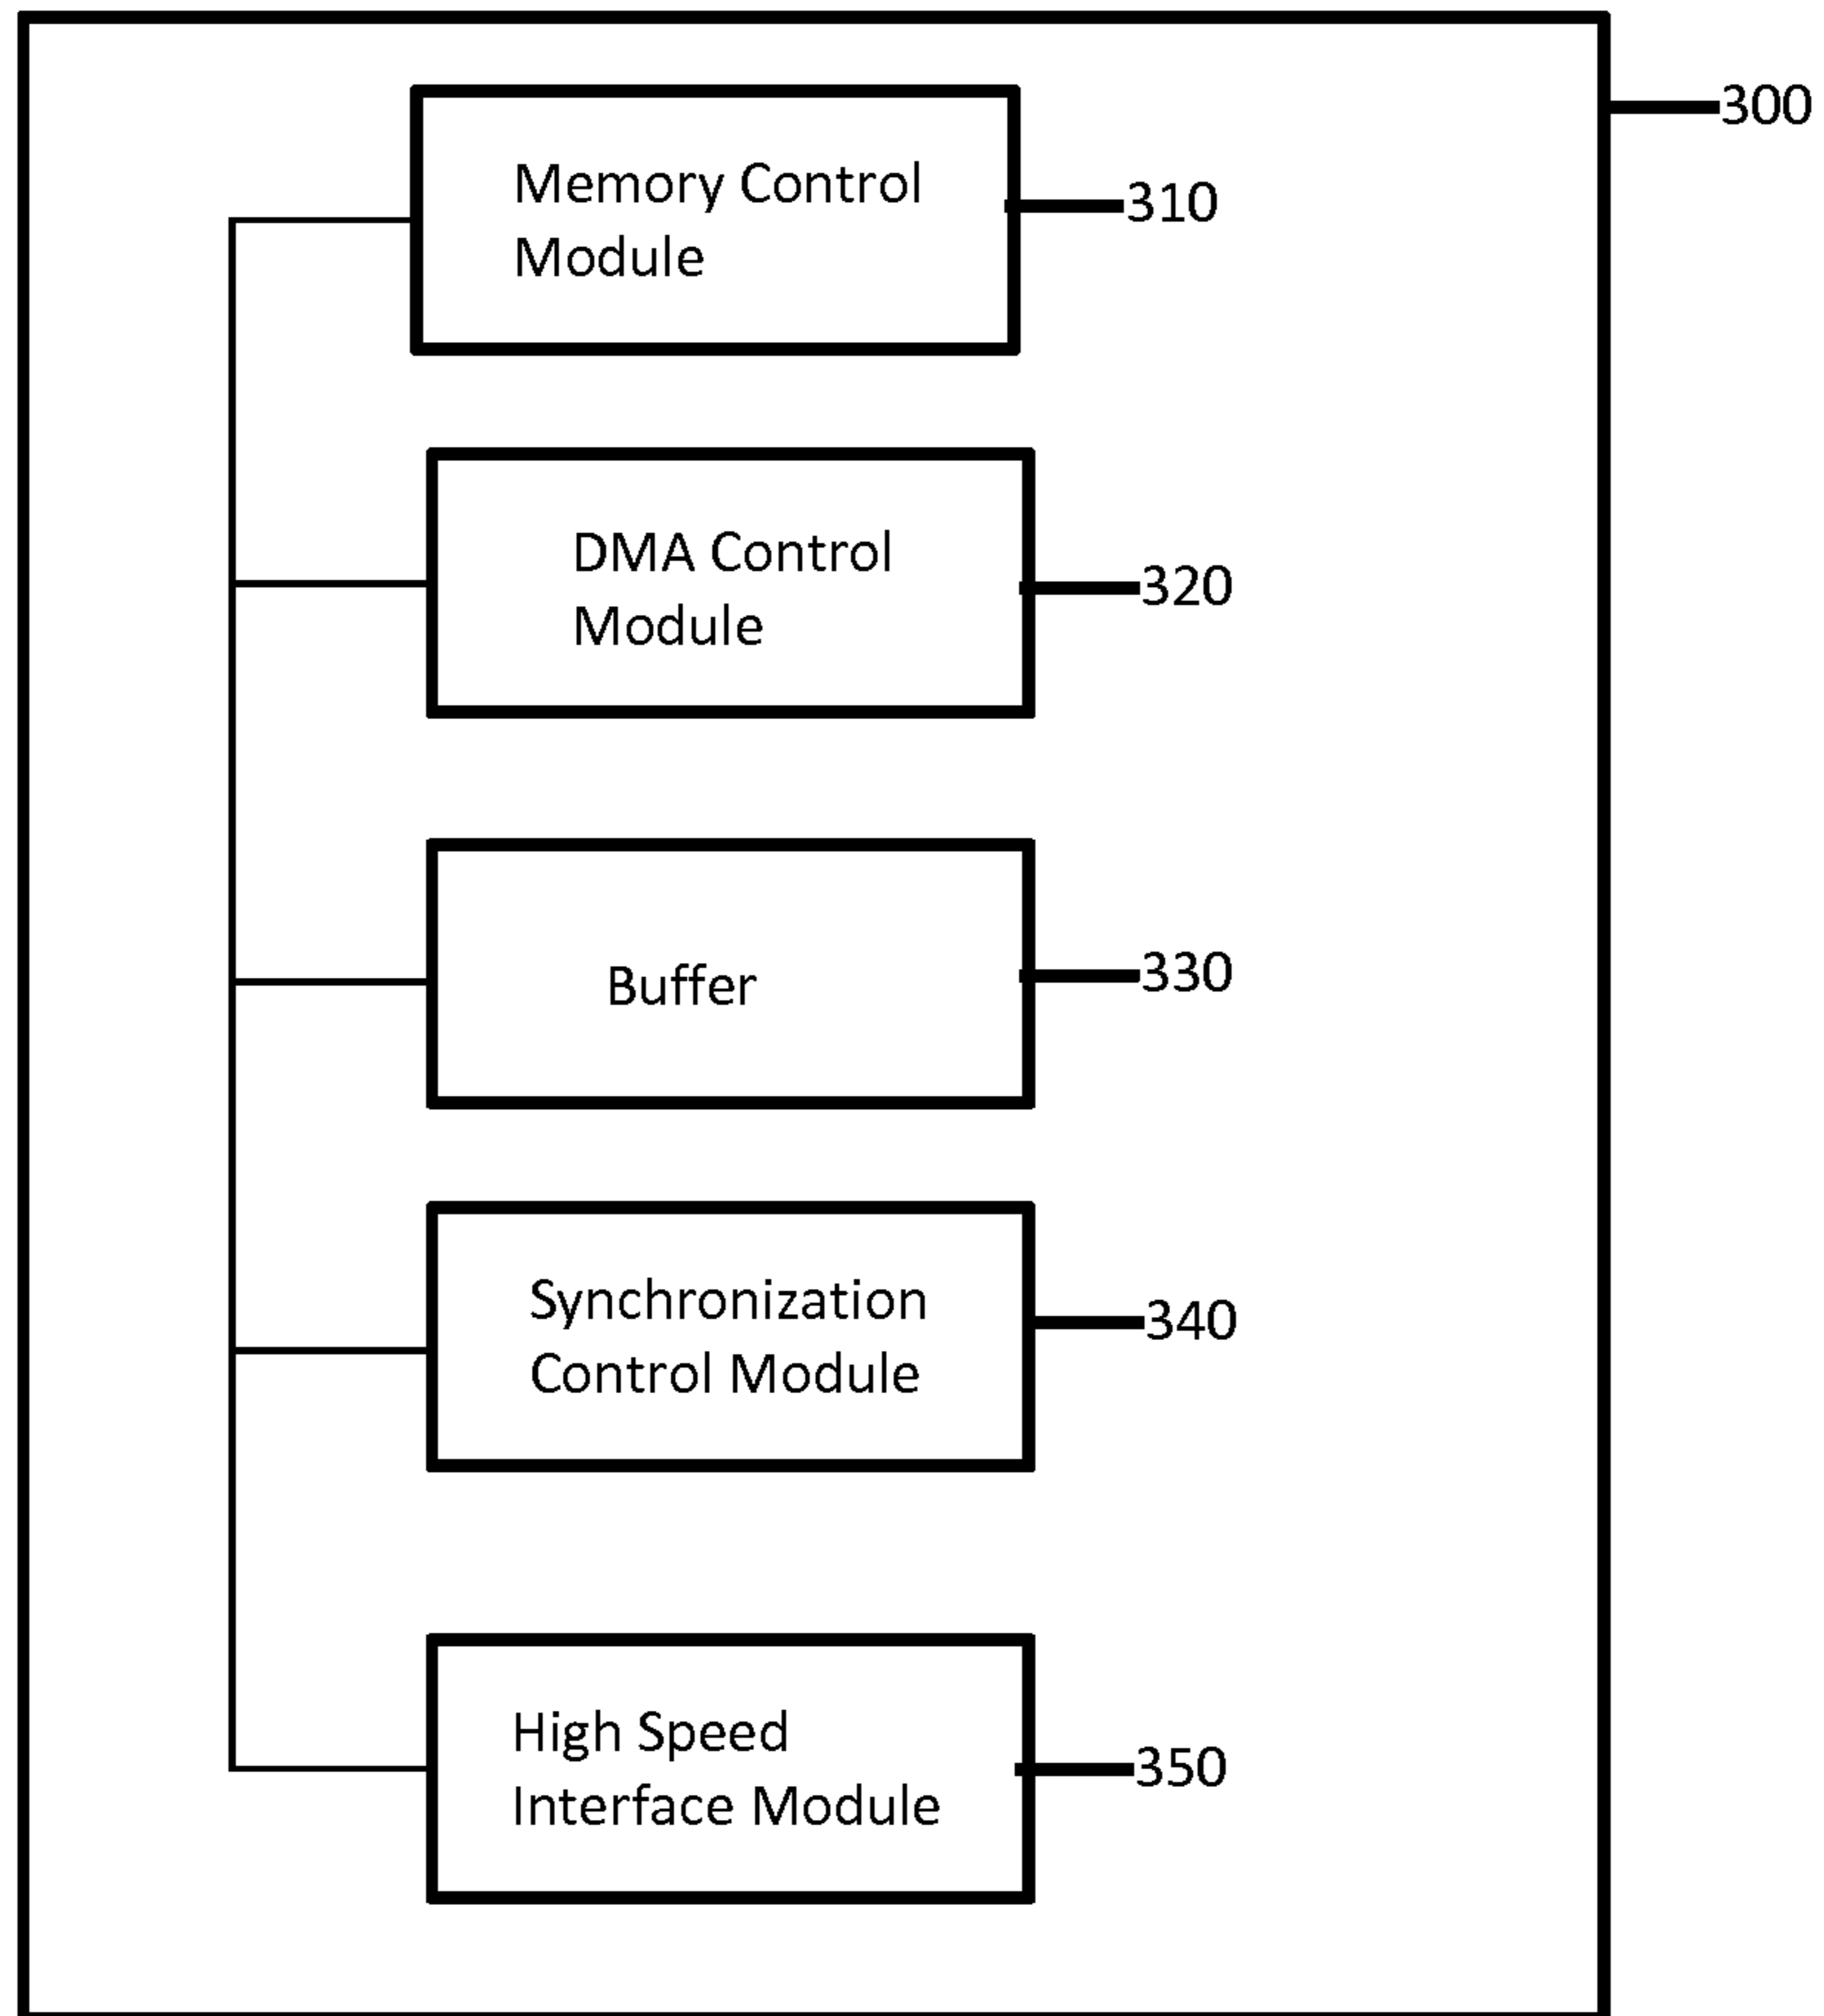 300
Memory Control
Module
310
DMA Control
Module
320
Buffer
330
Synchronization
Control Module
340
High Speed
Interface Module
350